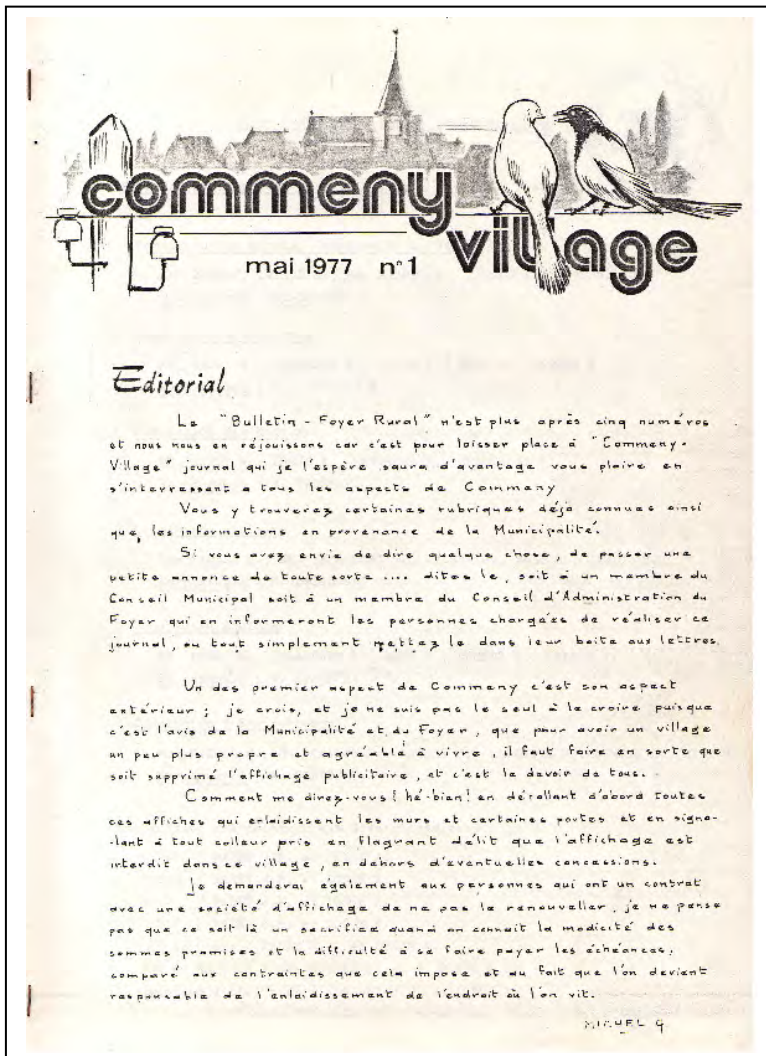 commeny
village
mai 1977 n°1
Editorial
Le "Bulletin - Foyer Rural" n'est plus après cinq numéros
et nous nous en réjouissons car c'est pour laisser place à "Commeny-
Village" journal qui je l'espère saura d'avantage vous plaire en
s'interressant a tous les aspects de Commeny
Vous y trouverez certaines rubriques déjà connues ainsi
que, les informations en provenance de la Municipalité.
Si vous avez envie de dire quelque chose, de passer une
petite annonce de toute sorte .... dites le, soit à un membre du
Conseil Municipal soit à un membre du Conseil d'Administration du
Foyer qui en informeront les personnes chargées de réaliser ce
journal, ou tout simplement mettez le dans leur boite aux lettres.
Un des premier aspect de Commeny c'est son aspect
extérieur ; je crois, et je ne suis pas le seul à le croire puisque
c'est l'avis de la Municipalité et du Foyer, que pour avoir un village
un peu plus propre et agréable à vivre, il faut faire en sorte que
soit supprimé l'affichage publicitaire, et c'est le devoir de tous.
Comment me direz-vous ! hé-bien ! en décollant d'abord toutes
ces affiches qui enlaidissent les murs et certaines portes et en signa-
-lant à tout colleur pris en flagrant délit que l'affichage est
interdit dans ce village, en dehors d'eventuelles concessions.
Je demanderai également aux personnes qui ont un contrat
avec une société d'affichage de ne pas le renouveller, je ne pense
pas que ce soit là un sacrifice quand on connait la modicité des
sommes promises et la difficulté à se faire payer les échéances,
comparé aux contraintes que cela impose et au fait que l'on devient
responsable de l'enlaidissement de l'endroit où l'on vit.
MICHEL G.